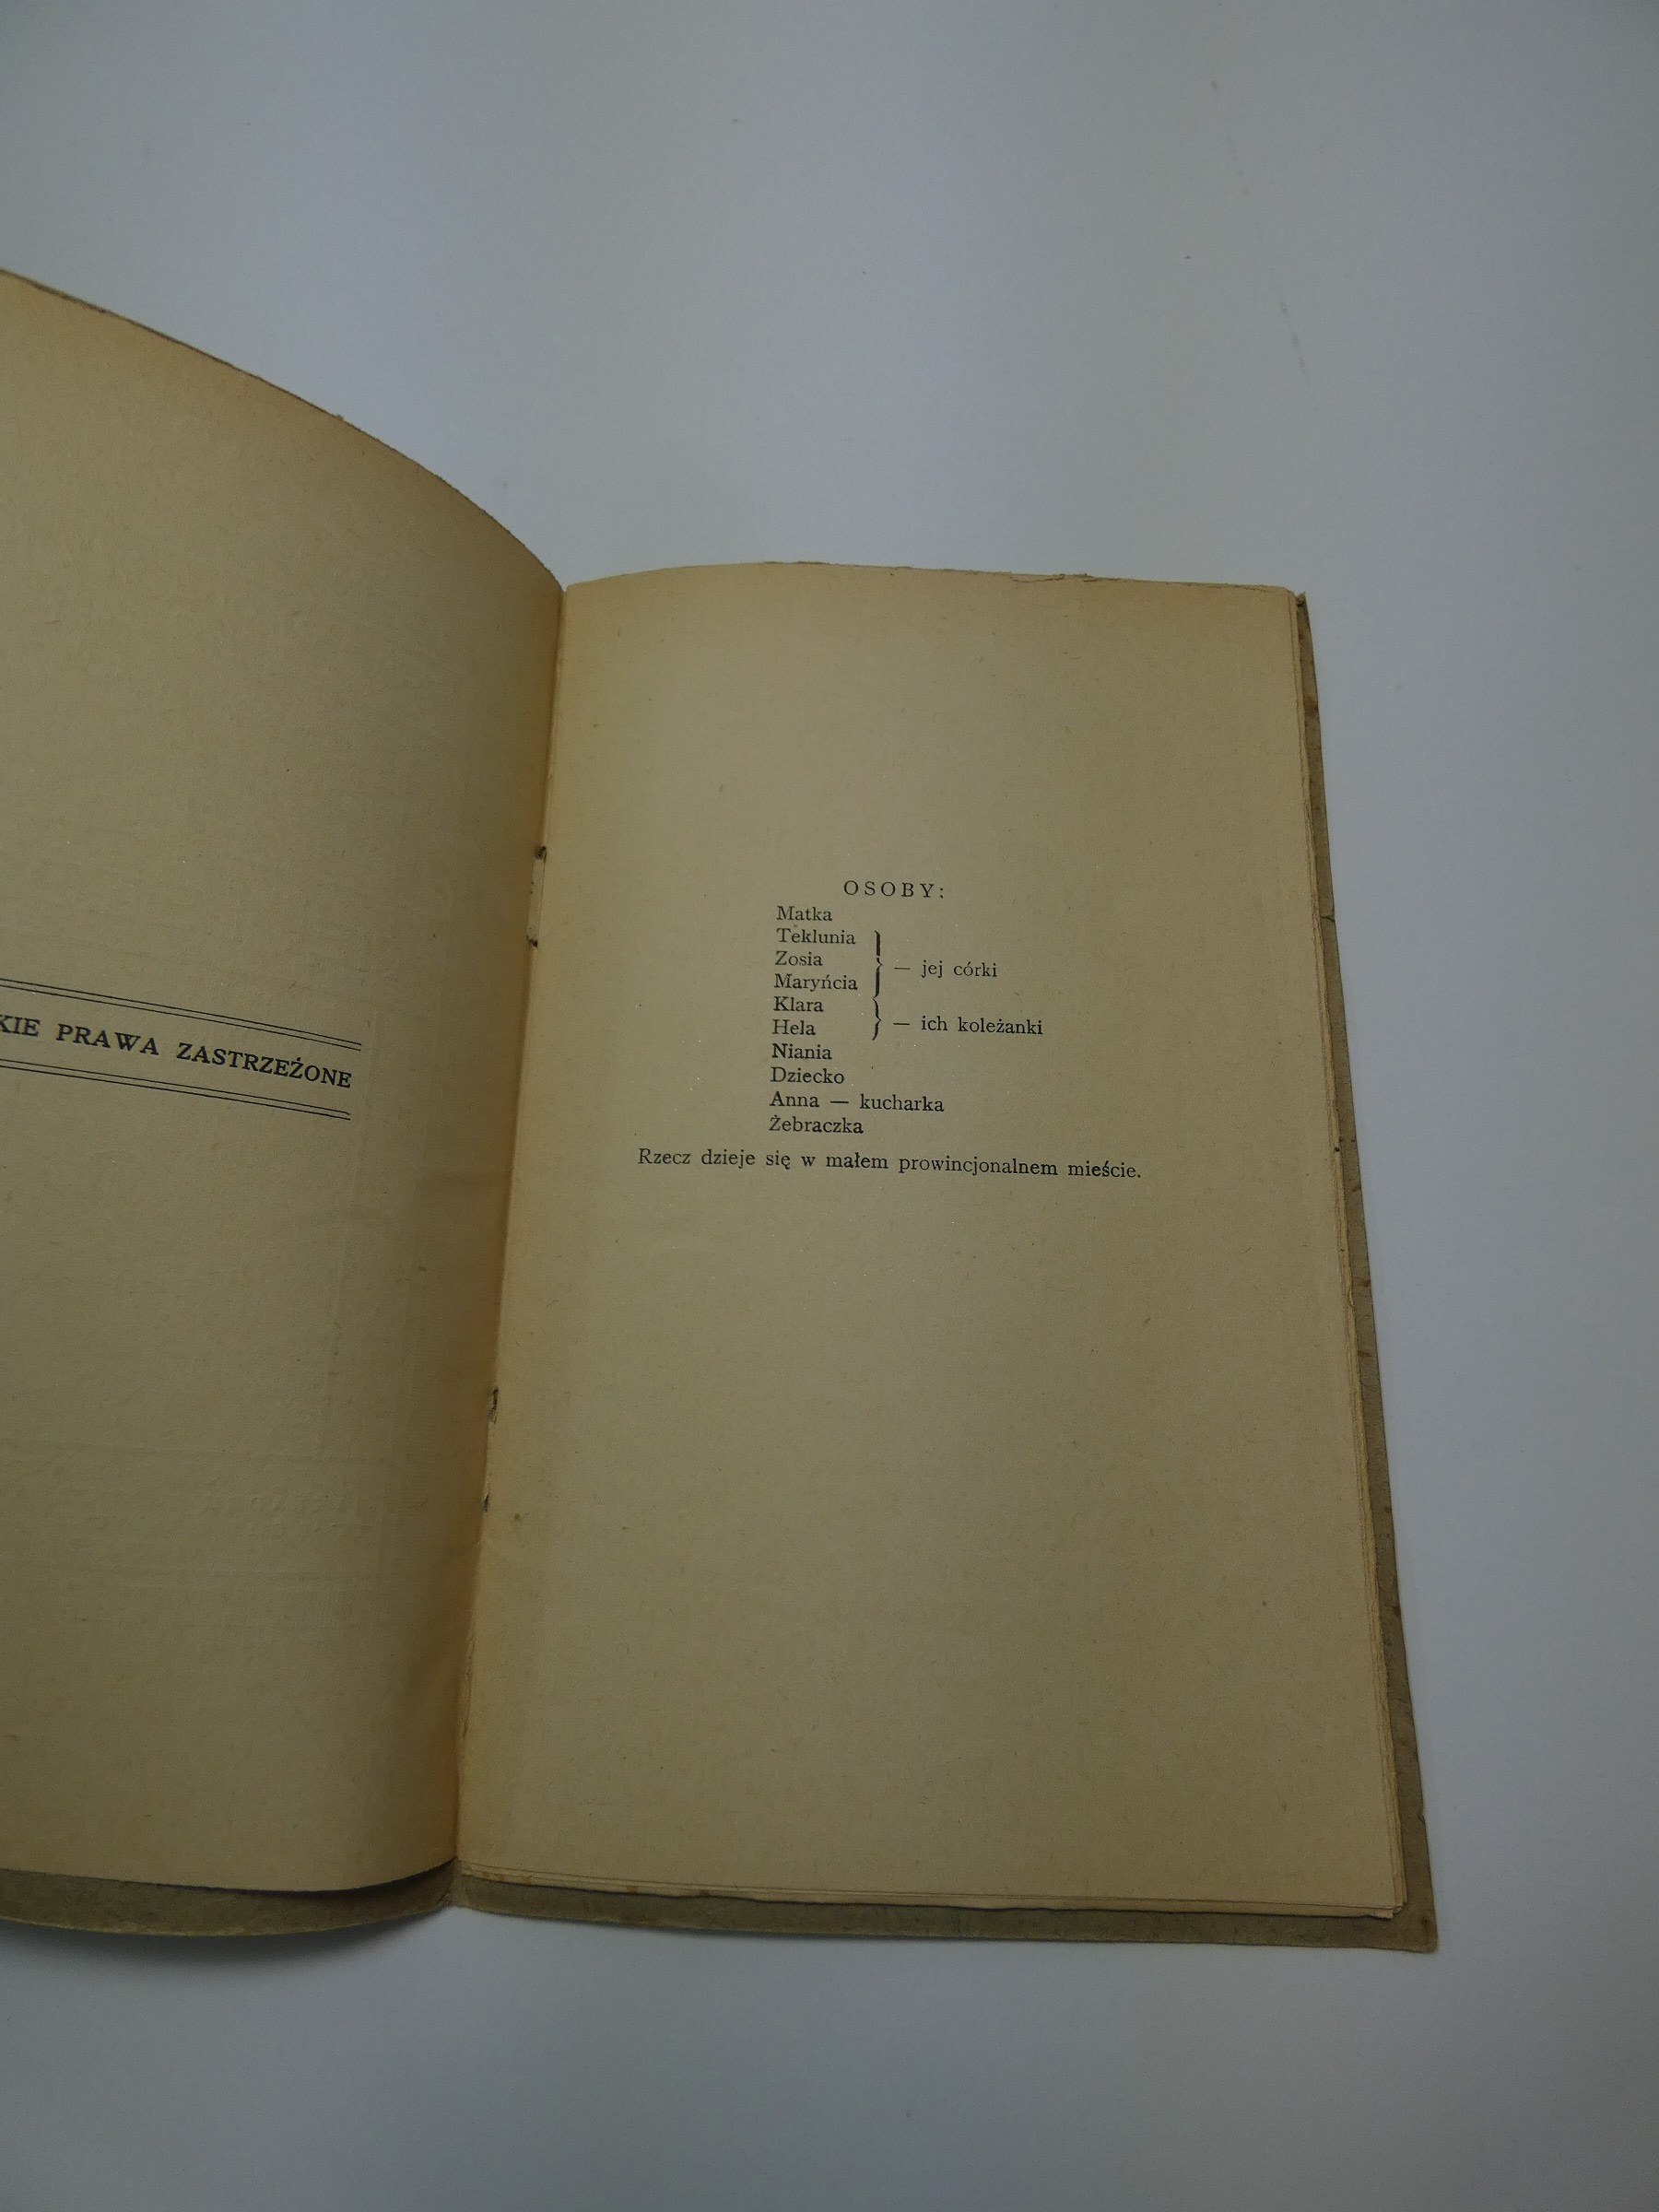 KIE PRAWA ZASTRZEŻONE
OSOBY:
Matka
Teklunia
Zosia
— jej córki
Maryńcia
Klara
— ich koleżanki
Hela
Niania
Dziecko
Anna — kucharka
Żebraczka
Rzecz dzieje się w małem prowincjonalnem mieście.